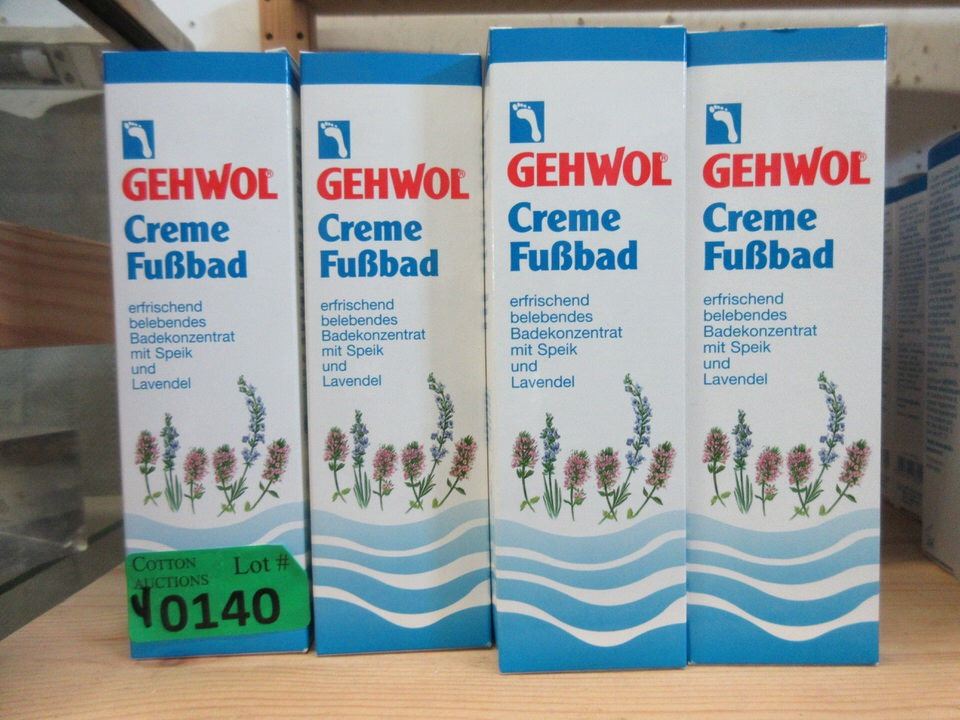 GEHWOL®
Creme
Fußbad
erfrischend
belebendes
Badekonzentrat
mit Speik
und
Lavendel
COTTON
AUCTIONS
Lot #
40140
GEHWOL®
Creme
Fußbad
erfrischend
belebendes
Badekonzentrat
mit Speik
und
Lavendel
GEHWOL®
Creme
Fußbad
erfrischend
belebendes
Badekonzentrat
mit Speik
und
Lavendel
GEHWOL®
Creme
Fußbad
erfrischend
belebendes
Badekonzentrat
mit Speik
und
Lavendel